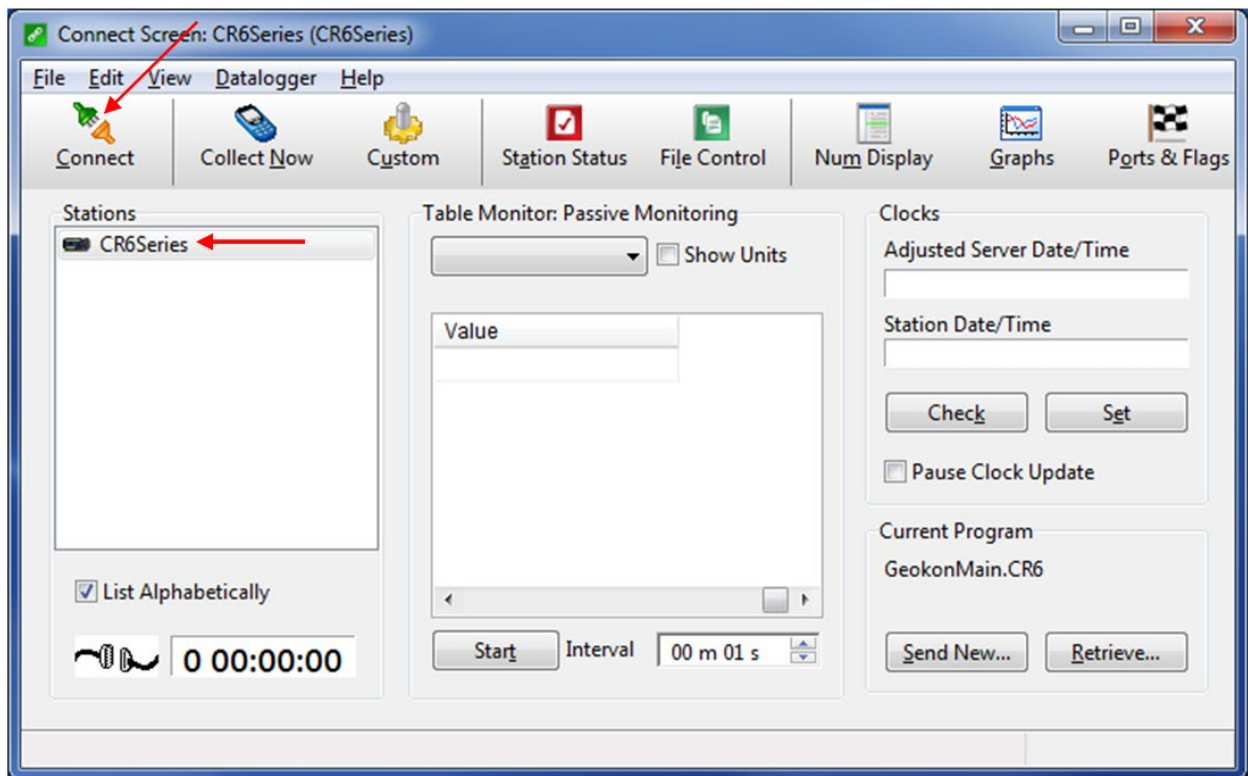 Connect Screen: CR6Series (CR6Series)
File Edit View Datalogger Help
Connect Collect Now Custom Station Status File Control Num Display Graphs Ports & Flags
Stations
CR6Series
List Alphabetically
0 00:00:00
Table Monitor: Passive Monitoring
Show Units
Value
Start Interval 00 m 01 s
Clocks
Adjusted Server Date/Time
Station Date/Time
Check Set
Pause Clock Update
Current Program
GeokonMain.CR6
Send New... Retrieve...